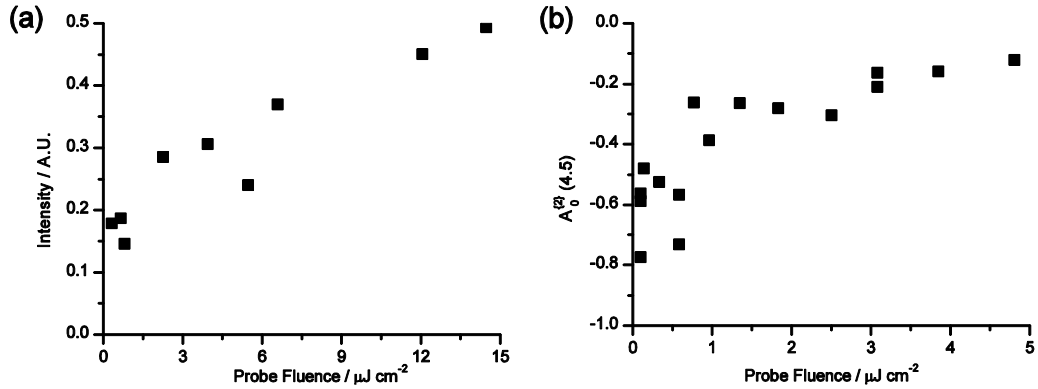 (a)
0.5
0.4
0.3
0.2
0.1
0.0
Intensity / A.U.
0 3 6 9 12 15
Probe Fluence / μJ cm⁻²
(b)
0.0
-0.2
-0.4
-0.6
-0.8
-1.0
A₀^{2} (4.5)
0 1 2 3 4 5
Probe Fluence / μJ cm⁻²